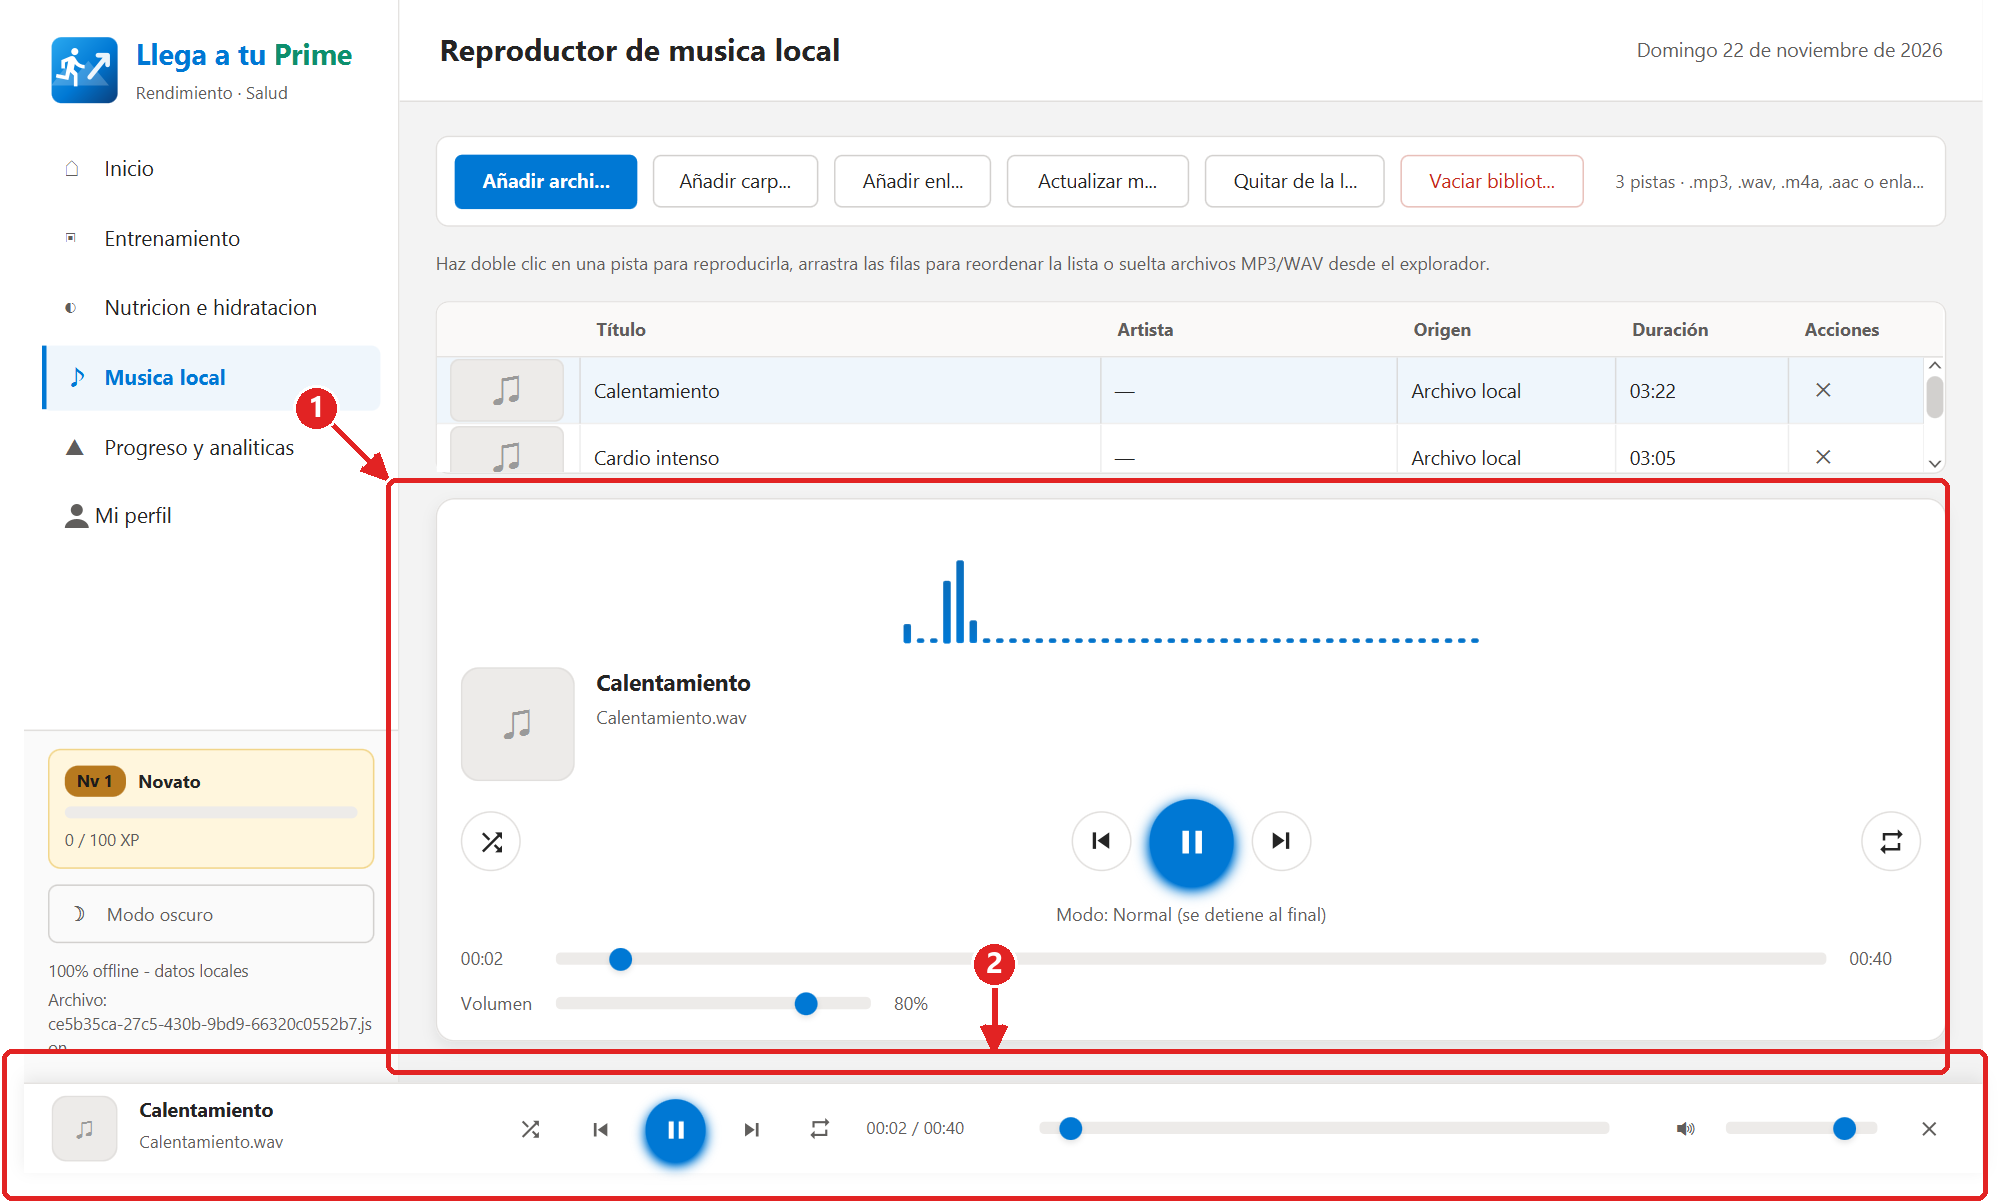 Llega a tu Prime
Rendimiento · Salud
Inicio
Entrenamiento
Nutricion e hidratacion
Musica local
Progreso y analiticas
Mi perfil
Nv 1 Novato
0 / 100 XP
Modo oscuro
100% offline - datos locales
Archivo:
ce5b35ca-27c5-430b-9bd9-66320c0552b7.js
on
Reproductor de musica local
Domingo 22 de noviembre de 2026
Añadir archi... Añadir carp... Añadir enl... Actualizar m... Quitar de la l... Vaciar bibliot... 3 pistas · .mp3, .wav, .m4a, .aac o enla...
Haz doble clic en una pista para reproducirla, arrastra las filas para reordenar la lista o suelta archivos MP3/WAV desde el explorador.
Título Artista Origen Duración Acciones
Calentamiento — Archivo local 03:22
Cardio intenso — Archivo local 03:05
1
Calentamiento
Calentamiento.wav
Modo: Normal (se detiene al final)
00:02 00:40
2
Volumen 80%
Calentamiento
Calentamiento.wav
00:02 / 00:40